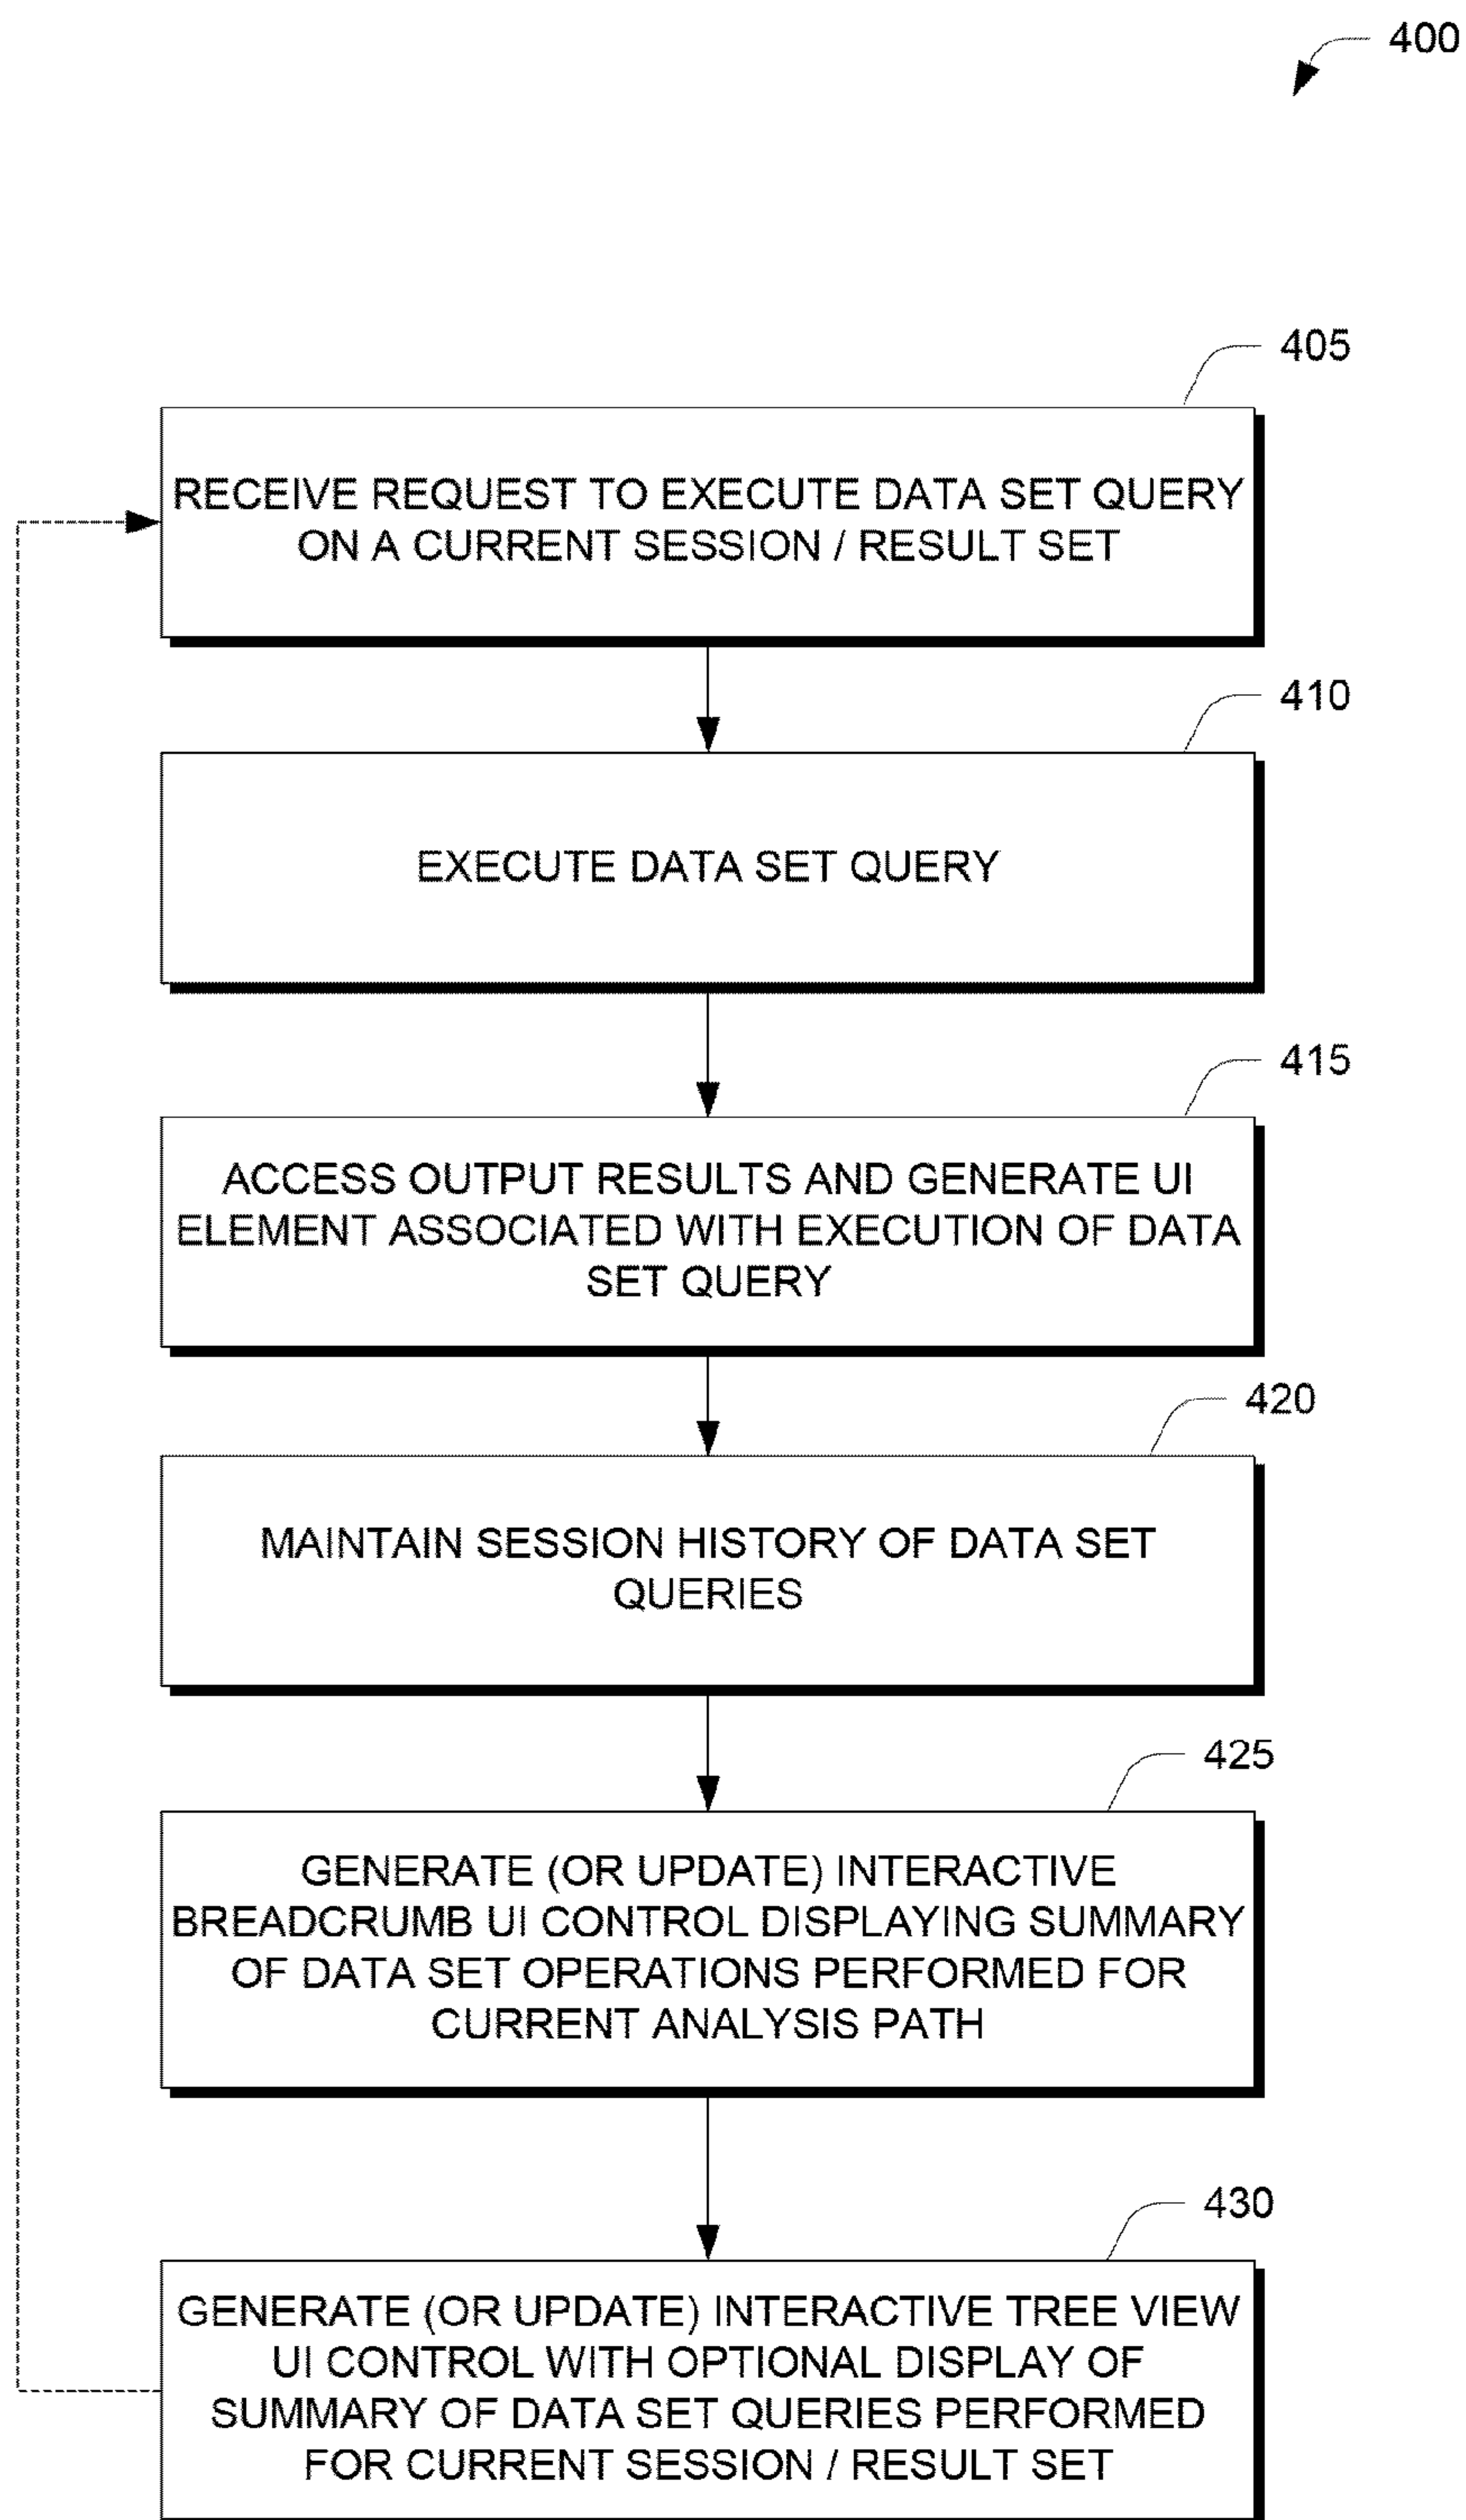 400
405
RECEIVE REQUEST TO EXECUTE DATA SET QUERY
ON A CURRENT SESSION / RESULT SET
410
EXECUTE DATA SET QUERY
415
ACCESS OUTPUT RESULTS AND GENERATE UI
ELEMENT ASSOCIATED WITH EXECUTION OF DATA
SET QUERY
420
MAINTAIN SESSION HISTORY OF DATA SET
QUERIES
425
GENERATE (OR UPDATE) INTERACTIVE
BREADCRUMB UI CONTROL DISPLAYING SUMMARY
OF DATA SET OPERATIONS PERFORMED FOR
CURRENT ANALYSIS PATH
430
GENERATE (OR UPDATE) INTERACTIVE TREE VIEW
UI CONTROL WITH OPTIONAL DISPLAY OF
SUMMARY OF DATA SET QUERIES PERFORMED
FOR CURRENT SESSION / RESULT SET